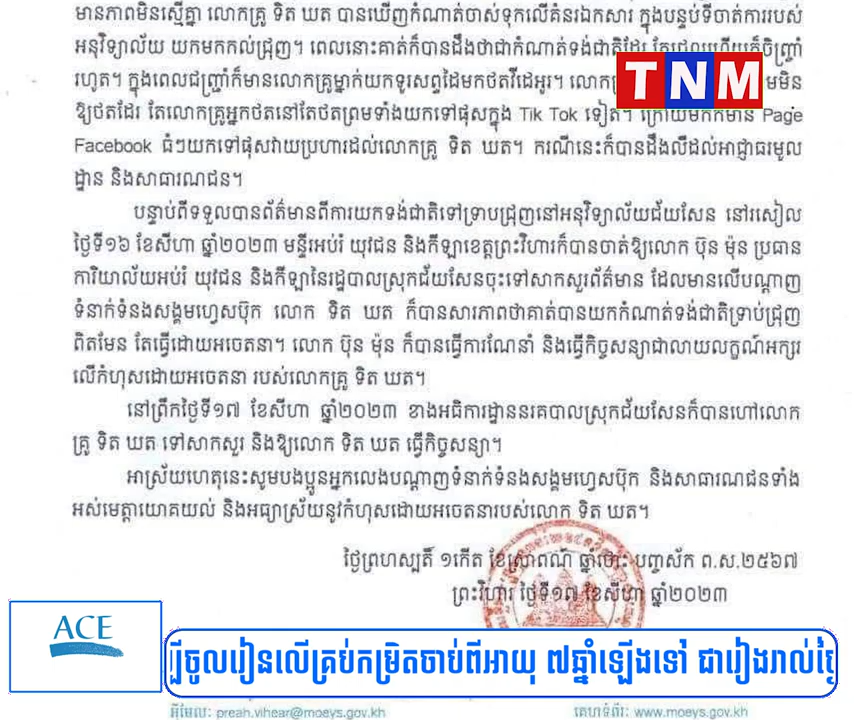 មានភាពមិនស្មើគ្នា លោកគ្រូ ទិត ឃត បានឃើញកំណាត់ចាស់ទុកលើគំនរឯកសារ ក្នុងបន្ទប់ទីចាត់ការរបស់
អនុវិទ្យាល័យ យកមកកល់ជ្រុញ។ ពេលនោះគាត់ក៏បានដឹងថាជាកំណាត់ទង់ជាតិដែរ
រហូត។ ក្នុងពេលជញ្ជ្រាំក៏មានលោកគ្រូម្នាក់យកទូរសព្ទដៃមកថតវីដេអូរ។
TNM
ឱ្យថតដែរ តែលោកគ្រូអ្នកថតនៅតែថតព្រមទាំងយកទៅផុសក្នុង Tik Tok ទៀត។ ក្រោយមកក៏មាន Page
Facebook ធំៗយកទៅផុសវាយប្រហារដល់លោកគ្រូ ទិត ឃត។ ករណីនេះក៏បានដឹងលឺដល់អាជ្ញាធរមូល
ដ្ឋាន និងសាធារណជន។
បន្ទាប់ពីទទួលបានព័ត៌មានពីការយកទង់ជាតិទៅទ្រាបជ្រុញនៅអនុវិទ្យាល័យជ័យសែន នៅរសៀល
ថ្ងៃទី១៦ ខែសីហា ឆ្នាំ២០២៣ មន្ទីរអប់រំ យុវជន និងកីឡាខេត្តព្រះវិហារក៏បានចាត់ឱ្យលោក ប៊ុន ម៉ុន ប្រធាន
ការិយាល័យអប់រំ យុវជន និងកីឡានៃរដ្ឋបាលស្រុកជ័យសែនចុះទៅសាកសួរព័ត៌មាន ដែលមានលើបណ្តាញ
ទំនាក់ទំនងសង្គមហ្វេសប៊ុក លោក ទិត ឃត ក៏បានសារភាពថាគាត់បានយកកំណាត់ទង់ជាតិទ្រាប់ជ្រុញ
ពិតមែន តែធ្វើដោយអចេតនា។ លោក ប៊ុន ម៉ុន ក៏បានធ្វើការណែនាំ និងធ្វើកិច្ចសន្យាជាលាយលក្ខណ៍អក្សរ
លើកំហុសដោយអចេតនា របស់លោកគ្រូ ទិត ឃត។
នៅព្រឹកថ្ងៃទី១៧ ខែសីហា ឆ្នាំ២០២៣ ខាងអធិការដ្ឋាននរគបាលស្រុកជ័យសែនក៏បានហៅលោក
គ្រូ ទិត ឃត ទៅសាកសួរ និងឱ្យលោក ទិត ឃត ធ្វើកិច្ចសន្យា។
អាស្រ័យហេតុនេះសូមបងប្អូនអ្នកលេងបណ្តាញទំនាក់ទំនងសង្គមហ្វេសប៊ុក និងសាធារណជនទាំង
អស់មេត្តាយោគយល់ និងអធ្យាស្រ័យនូវកំហុសដោយអចេតនារបស់លោក ទិត ឃត។
ថ្ងៃព្រហស្បតិ៍ ១កើត ខែស្រាពណ៍ ឆ្នាំថោះ បញ្ចស័ក ព.ស.២៥៦៧
ព្រះវិហារ ថ្ងៃទី១៧ ខែសីហា ឆ្នាំ២០២៣
ACE
ចូលរៀនលើគ្រប់កម្រិតចាប់ពីអាយុ ៧ឆ្នាំឡើងទៅ ជារៀងរាល់ថ្ងៃ
អ៊ីមែល: preah.vihear@moeys.gov.kh គេហទំព័រ: www.moeys.gov.kh